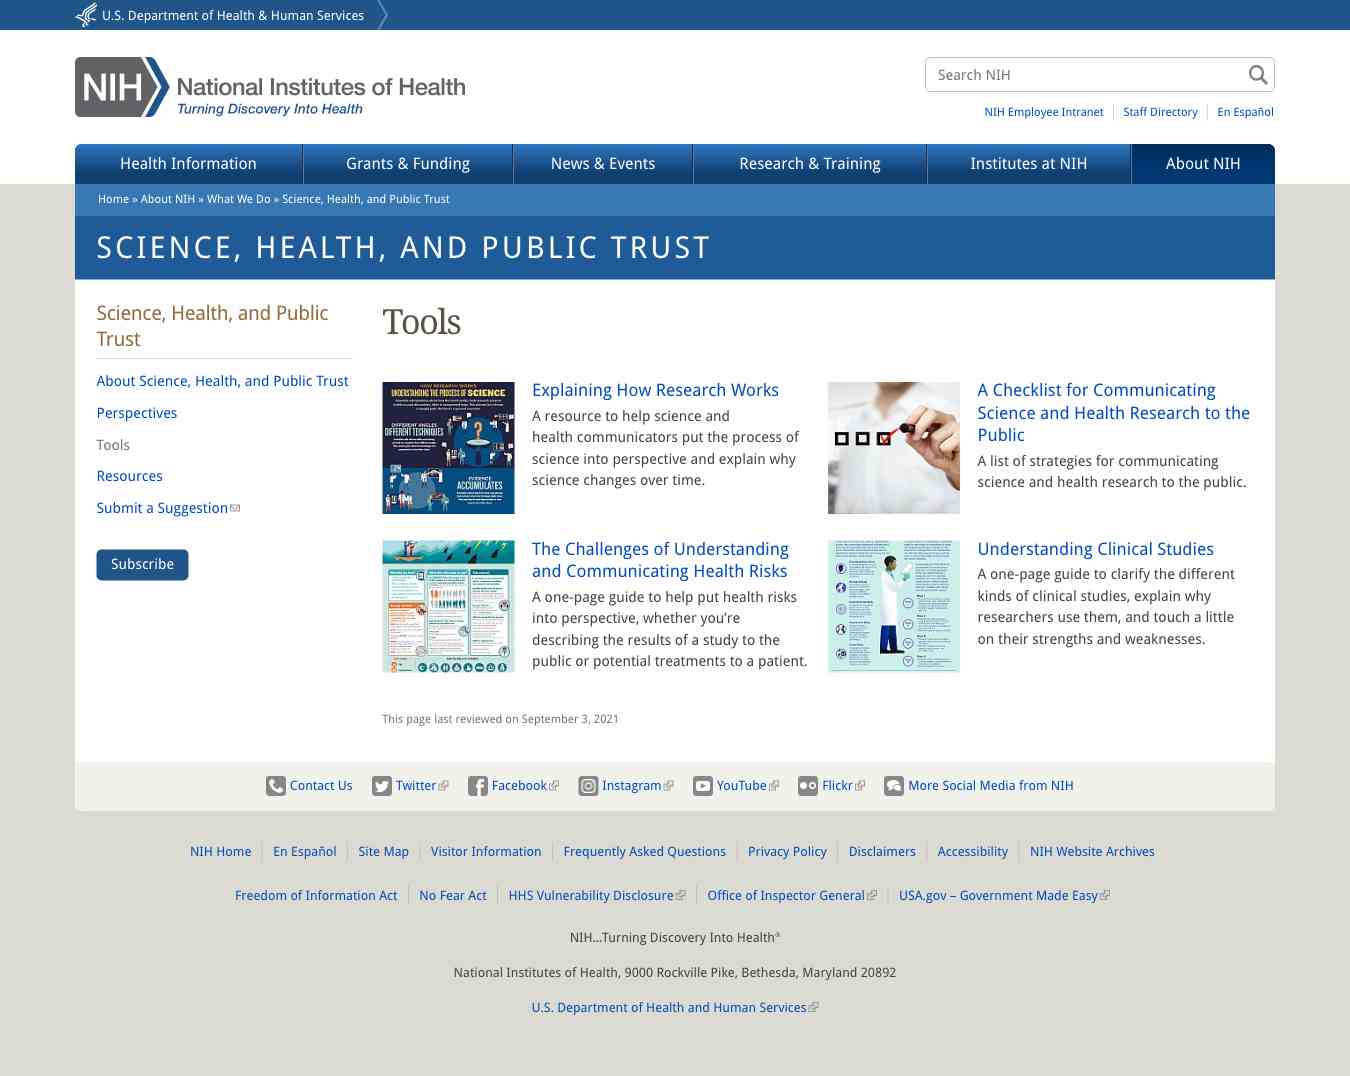 U.S. Department of Health & Human Services
NIH National Institutes of Health
Turning Discovery Into Health
Search NIH
NIH Employee Intranet
Staff Directory
En Español
Health Information
Grants & Funding
News & Events
Research & Training
Institutes at NIH
About NIH
Home » About NIH » What We Do » Science, Health, and Public Trust
SCIENCE, HEALTH, AND PUBLIC TRUST
Science, Health, and Public
Trust
About Science, Health, and Public Trust
Perspectives
Tools
Resources
Submit a Suggestion
Subscribe
Tools
HOW RESEARCH WORKS
UNDERSTANDING THE PROCESS OF SCIENCE
DIFFERENT ANGLES
DIFFERENT TECHNIQUES
EVIDENCE
ACCUMULATES
Explaining How Research Works
A resource to help science and
health communicators put the process of
science into perspective and explain why
science changes over time.
A Checklist for Communicating
Science and Health Research to the
Public
A list of strategies for communicating
science and health research to the public.
The Challenges of Understanding
and Communicating Health Risks
A one-page guide to help put health risks
into perspective, whether you’re
describing the results of a study to the
public or potential treatments to a patient.
Understanding Clinical Studies
A one-page guide to clarify the different
kinds of clinical studies, explain why
researchers use them, and touch a little
on their strengths and weaknesses.
This page last reviewed on September 3, 2021
Contact Us
Twitter
Facebook
Instagram
YouTube
Flickr
More Social Media from NIH
NIH Home
En Español
Site Map
Visitor Information
Frequently Asked Questions
Privacy Policy
Disclaimers
Accessibility
NIH Website Archives
Freedom of Information Act
No Fear Act
HHS Vulnerability Disclosure
Office of Inspector General
USA.gov – Government Made Easy
NIH...Turning Discovery Into Health®
National Institutes of Health, 9000 Rockville Pike, Bethesda, Maryland 20892
U.S. Department of Health and Human Services